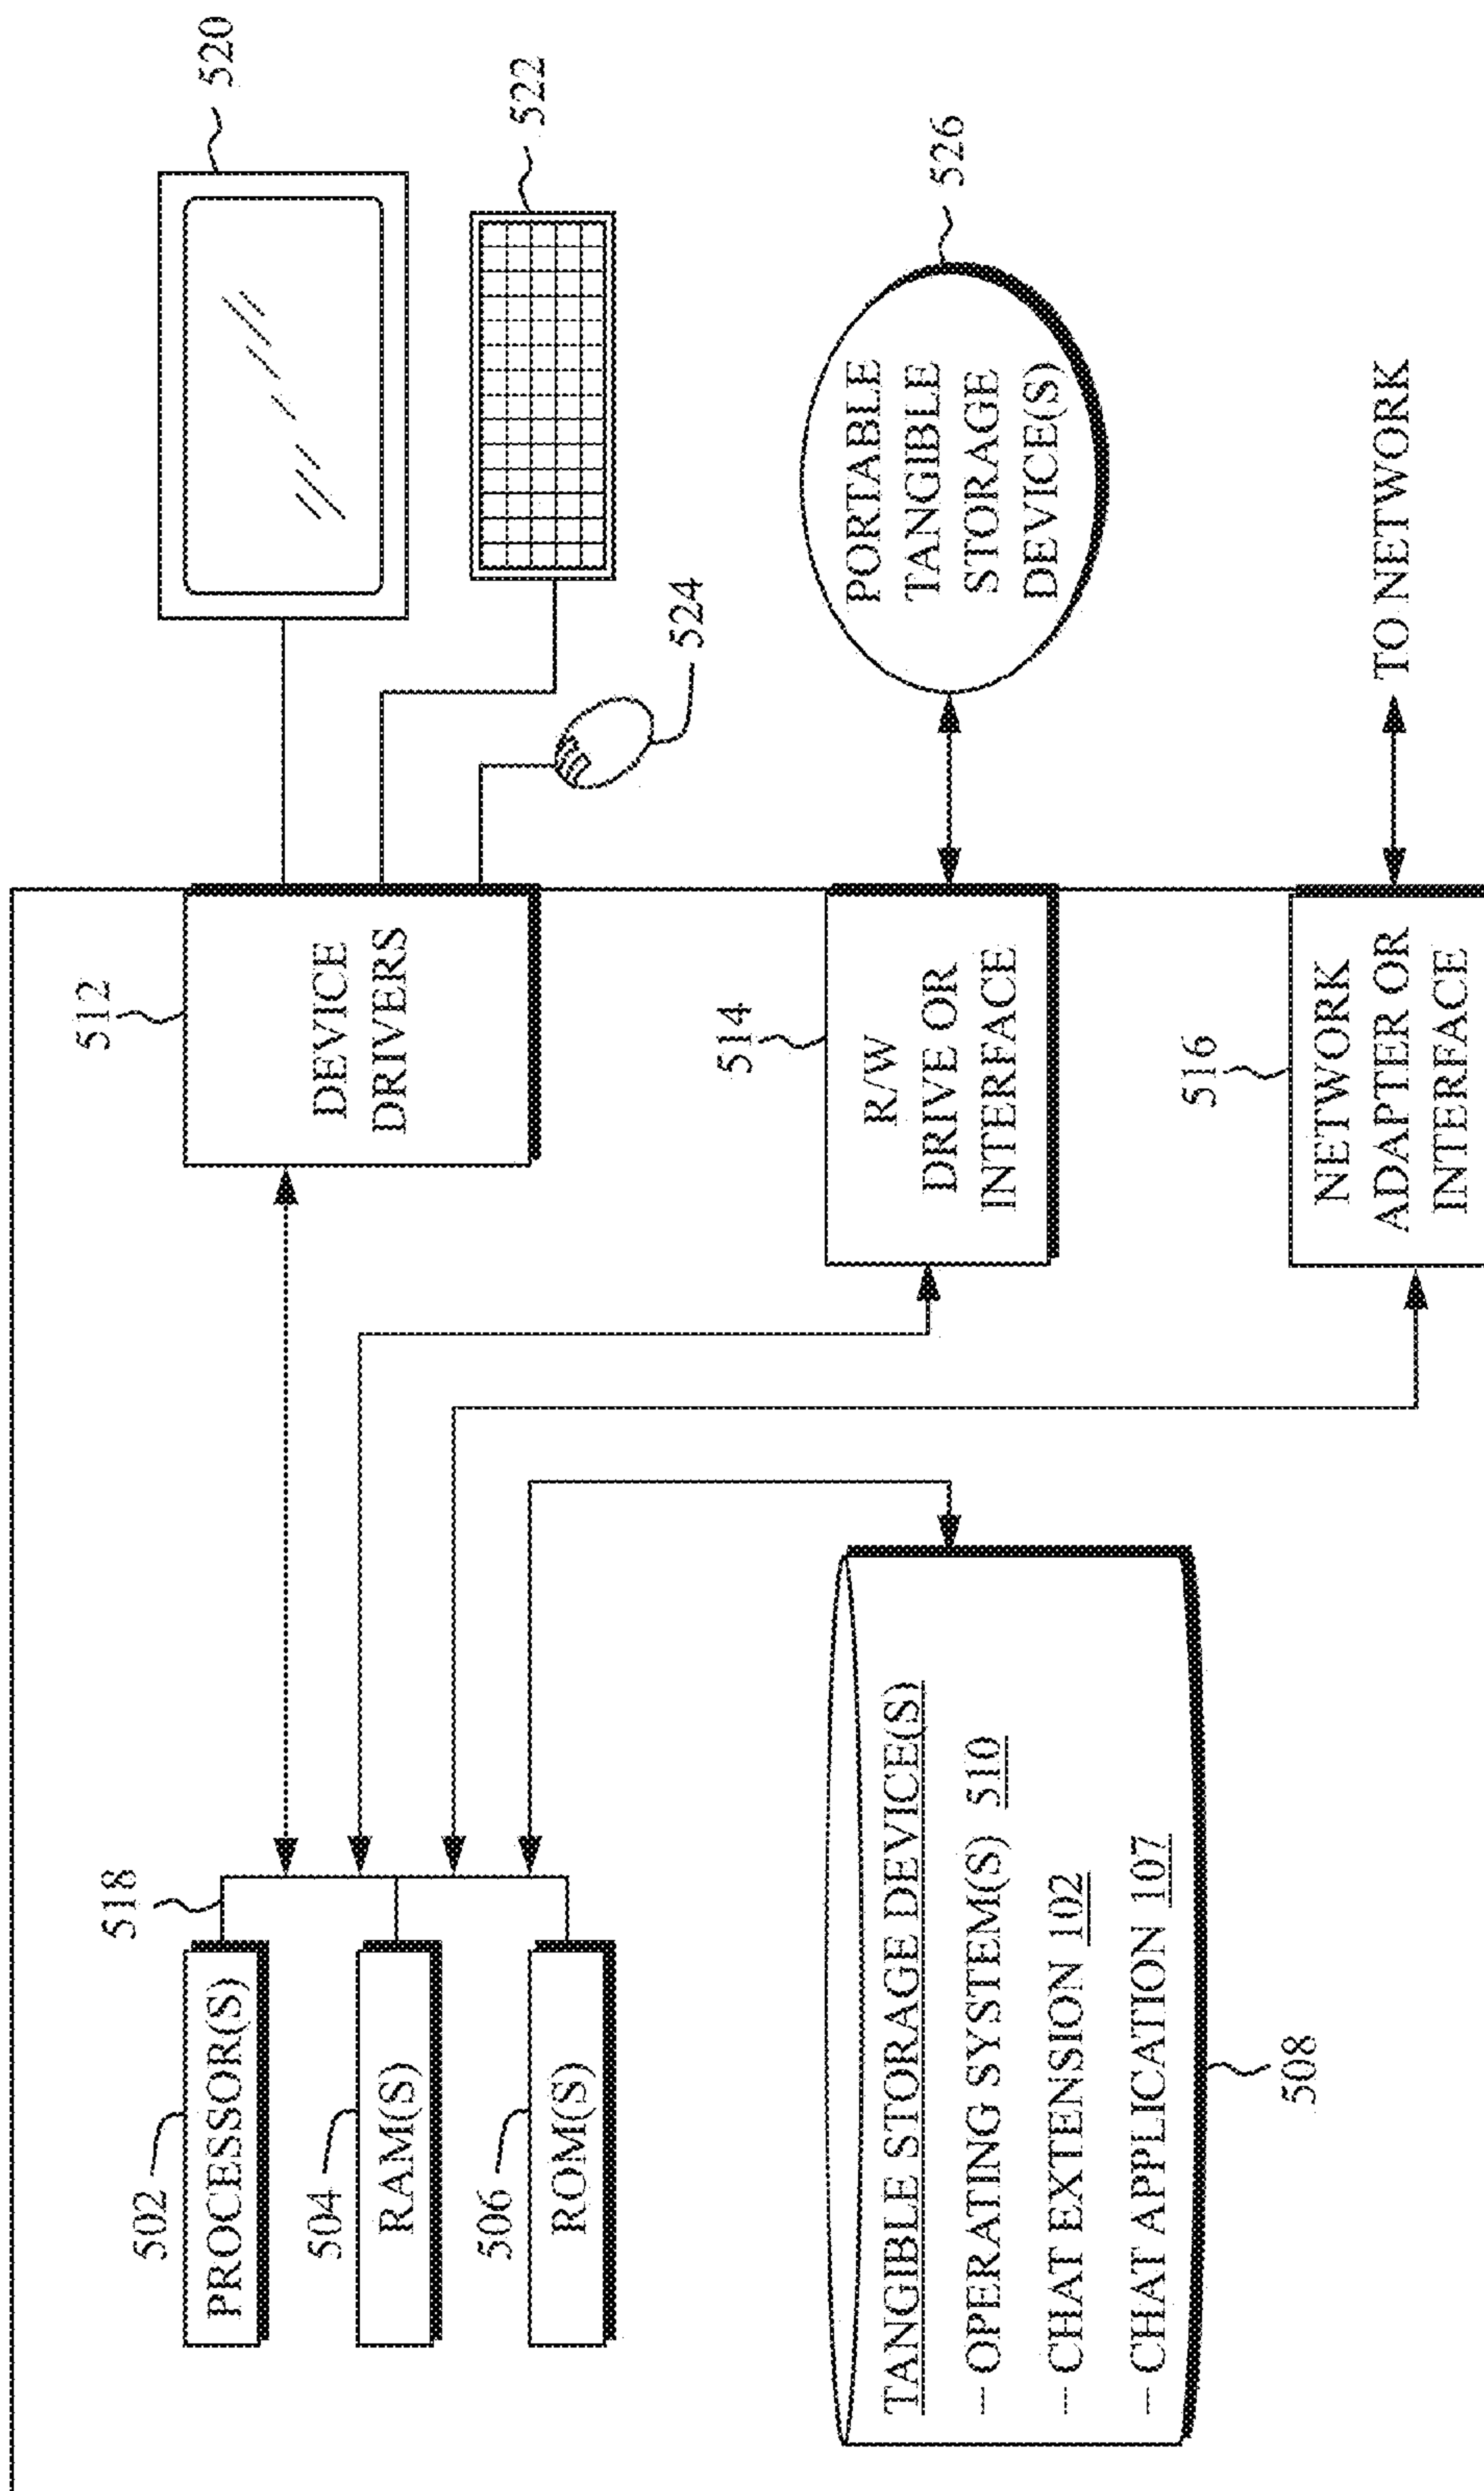 502
PROCESSOR(S)
504
RAM(S)
506
ROM(S)
518
512
DEVICE
DRIVERS
520
522
524
TANGIBLE STORAGE DEVICE(S)
– OPERATING SYSTEM(S) 510
– CHAT EXTENSION 102
– CHAT APPLICATION 107
508
514
R/W
DRIVE OR
INTERFACE
526
PORTABLE
TANGIBLE
STORAGE
DEVICE(S)
516
NETWORK
ADAPTER OR
INTERFACE
TO NETWORK